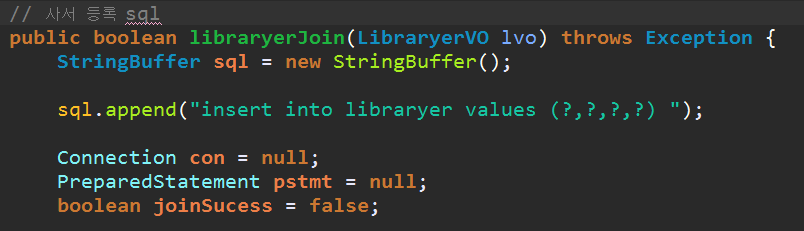 // 사서 등록 sql
public boolean libraryerJoin(LibraryerVO lvo) throws Exception {
StringBuffer sql = new StringBuffer();
sql.append("insert into libraryer values (?,?,?,?) ");
Connection con = null;
PreparedStatement pstmt = null;
boolean joinSucess = false;